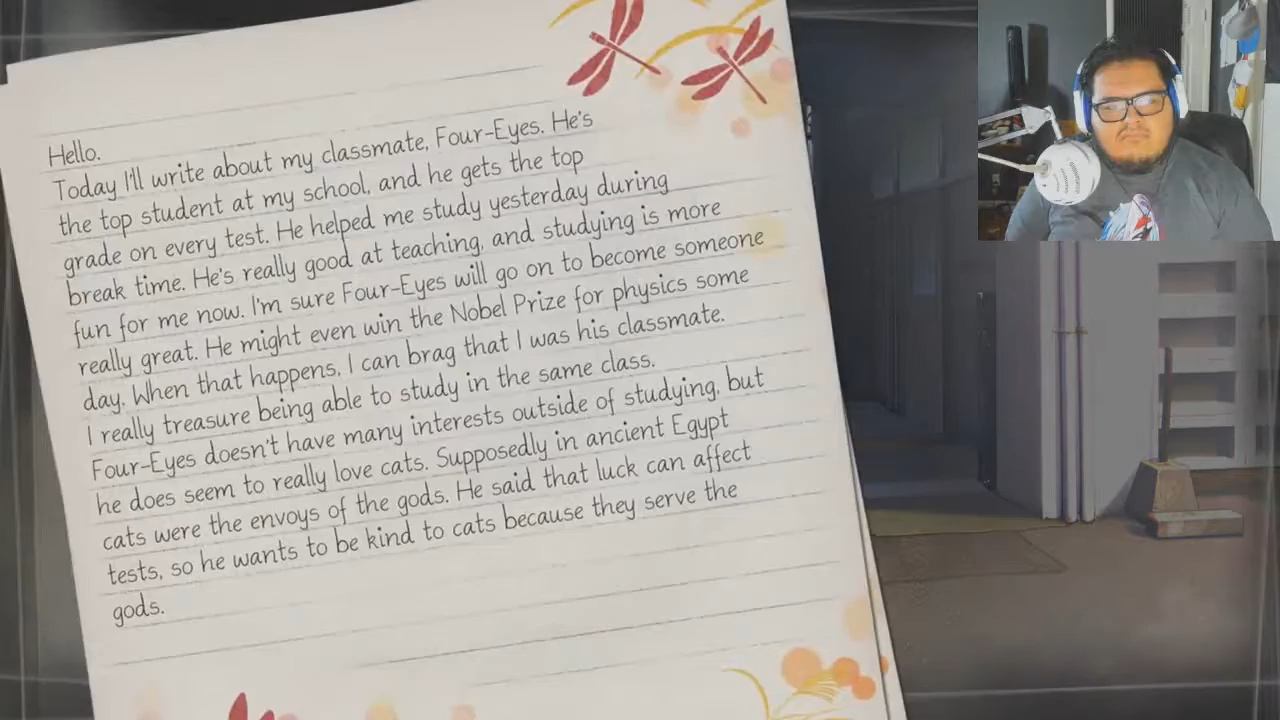 Hello.
Today I'll write about my classmate, Four-Eyes. He's
the top student at my school, and he gets the top
grade on every test. He helped me study yesterday during
break time. He's really good at teaching, and studying is more
fun for me now. I'm sure Four-Eyes will go on to become someone
really great. He might even win the Nobel Prize for physics some
day. When that happens, I can brag that I was his classmate.
I really treasure being able to study in the same class.
Four-Eyes doesn't have many interests outside of studying, but
he does seem to really love cats. Supposedly in ancient Egypt
cats were the envoys of the gods. He said that luck can affect
tests, so he wants to be kind to cats because they serve the
gods.